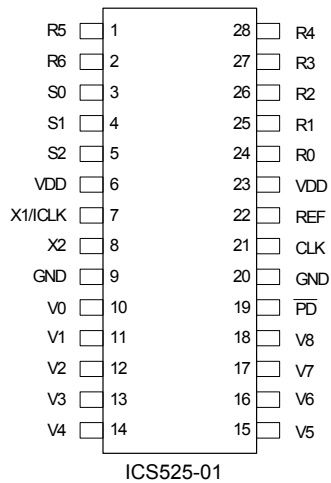 R5 1 28 R4
R6 2 27 R3
S0 3 26 R2
S1 4 25 R1
S2 5 24 R0
VDD 6 23 VDD
X1/ICLK 7 22 REF
X2 8 21 CLK
GND 9 20 GND
V0 10 19 PD
V1 11 18 V8
V2 12 17 V7
V3 13 16 V6
V4 14 15 V5
ICS525-01